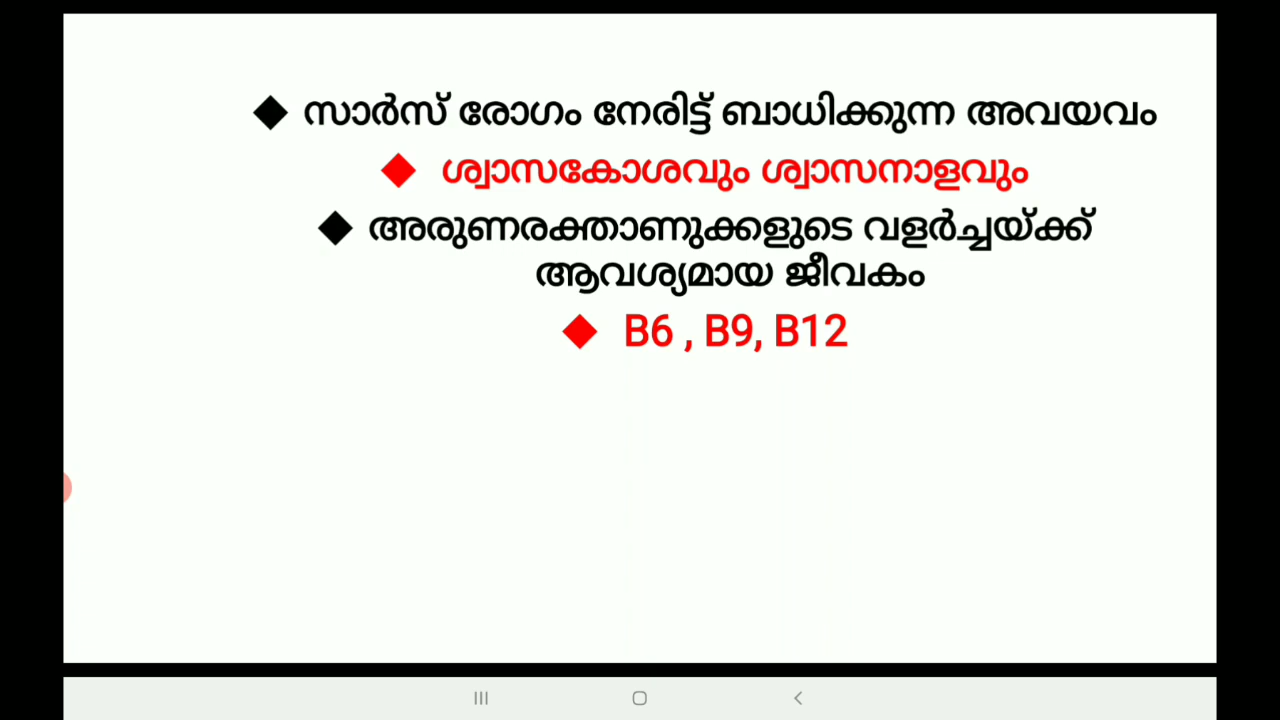 ◆ സാർസ് രോഗം നേരിട്ട് ബാധിക്കുന്ന അവയവം
◆ ശ്വാസകോശവും ശ്വാസനാളവും
◆ അരുണരക്താണുക്കളുടെ വളർച്ചയ്ക്ക്
ആവശ്യമായ ജീവകം
◆ B6 , B9, B12